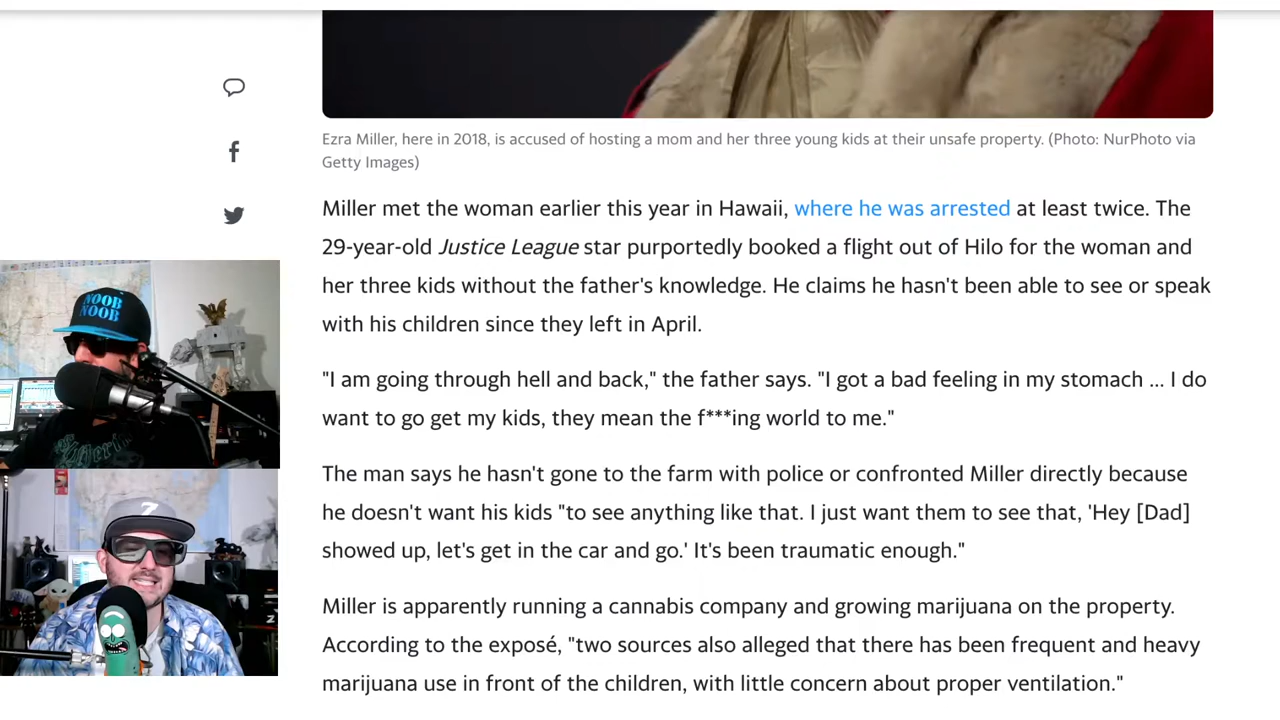 Ezra Miller, here in 2018, is accused of hosting a mom and her three young kids at their unsafe property. (Photo: NurPhoto via
Getty Images)
Miller met the woman earlier this year in Hawaii, where he was arrested at least twice. The
29-year-old Justice League star purportedly booked a flight out of Hilo for the woman and
her three kids without the father's knowledge. He claims he hasn't been able to see or speak
with his children since they left in April.
"I am going through hell and back," the father says. "I got a bad feeling in my stomach ... I do
want to go get my kids, they mean the f***ing world to me."
The man says he hasn't gone to the farm with police or confronted Miller directly because
he doesn't want his kids "to see anything like that. I just want them to see that, 'Hey [Dad]
showed up, let's get in the car and go.' It's been traumatic enough."
Miller is apparently running a cannabis company and growing marijuana on the property.
According to the exposé, "two sources also alleged that there has been frequent and heavy
marijuana use in front of the children, with little concern about proper ventilation."
NOOB
NOOB